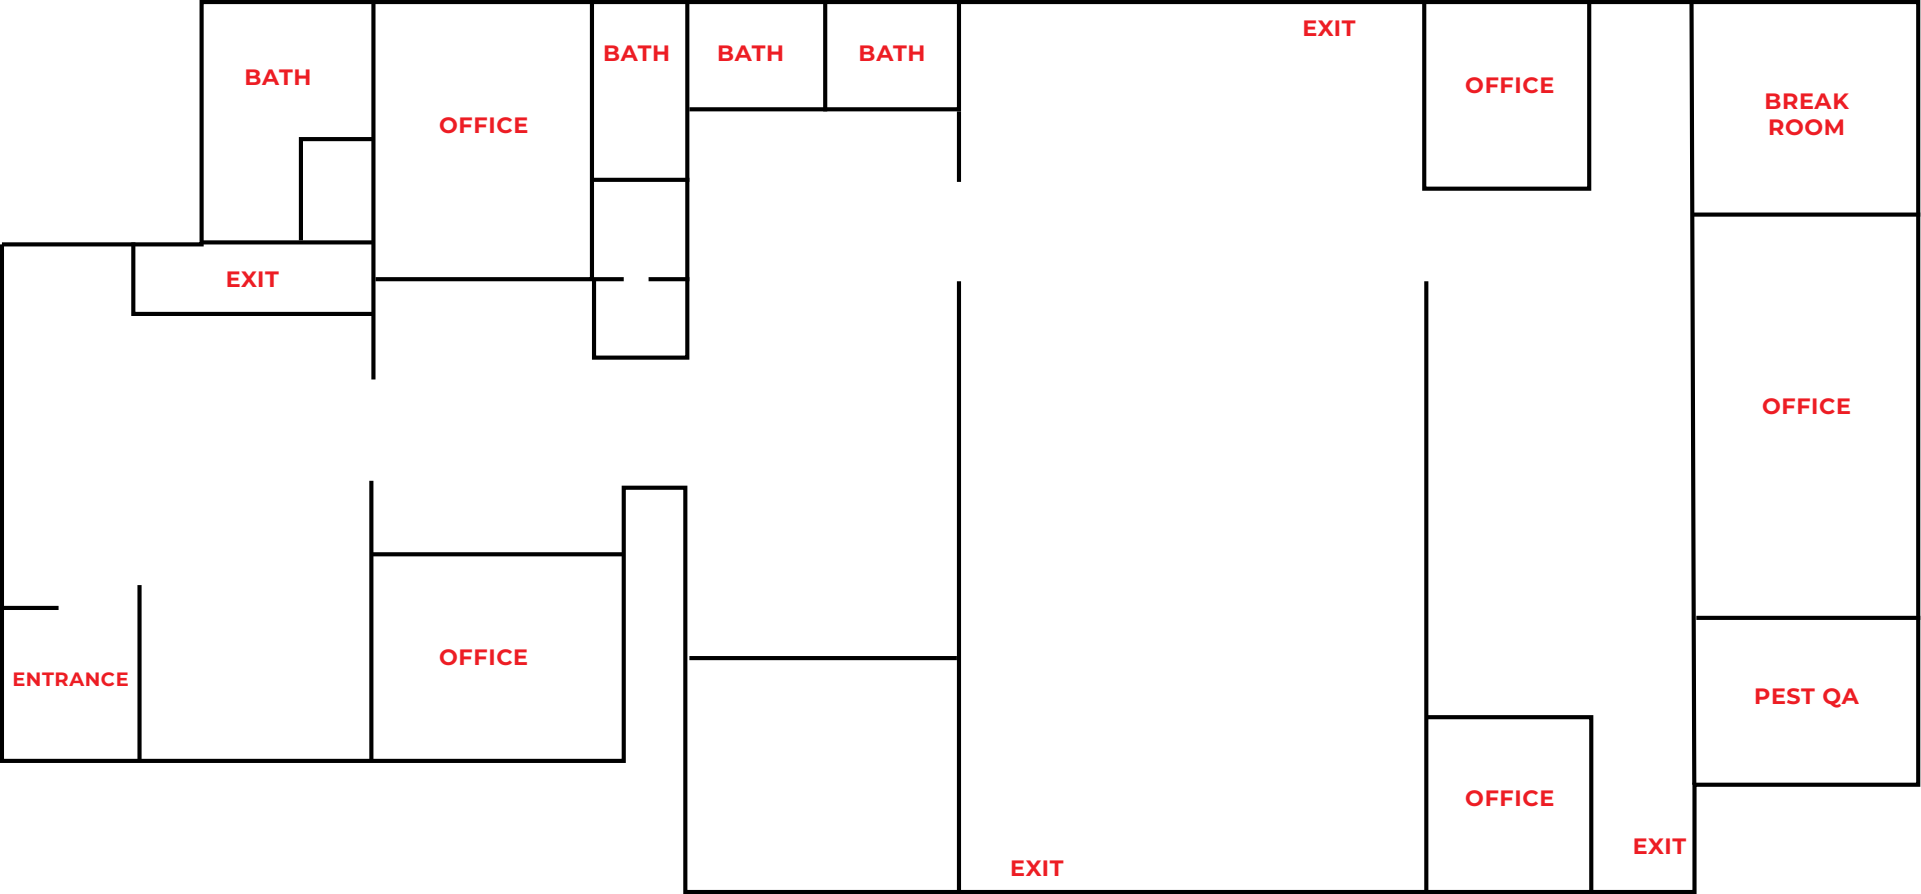 EXIT
BATH
BATH
BATH
BATH
OFFICE
BREAK
ROOM
OFFICE
EXIT
OFFICE
OFFICE
ENTRANCE
PEST QA
OFFICE
EXIT
EXIT